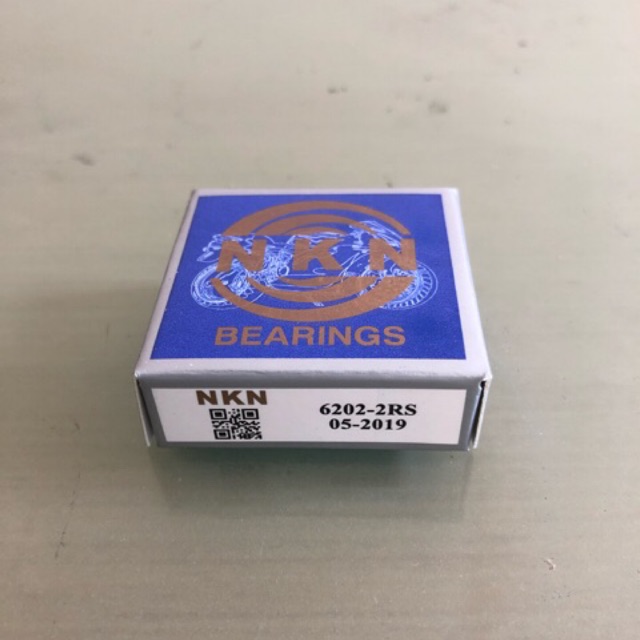 NKN
BEARINGS
NKN
6202-2RS
05-2019